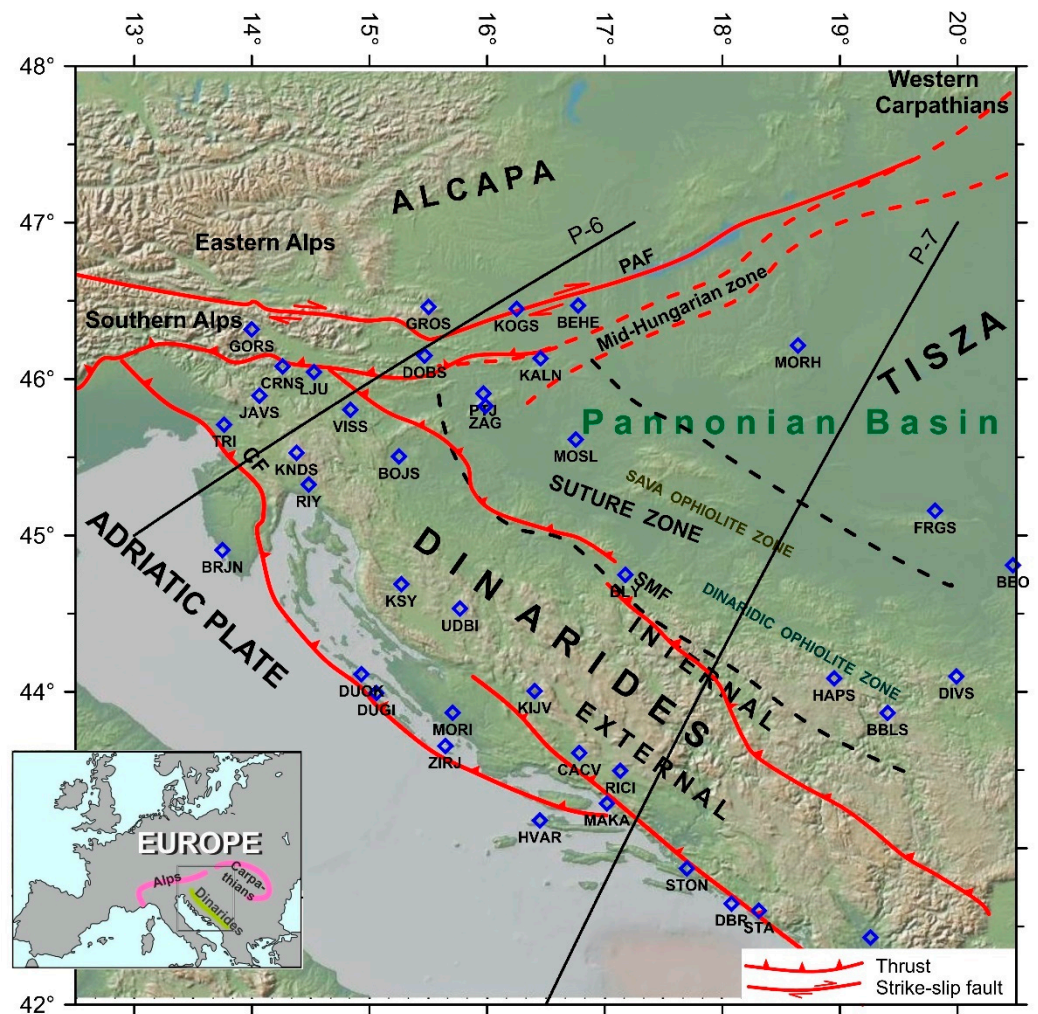 13°
14°
15°
16°
17°
18°
19°
20°
48°
47°
46°
45°
44°
43°
42°
Western
Carpathians
ALCAPA
P-6
P-7
Eastern Alps
PAF
Mid-Hungarian zone
Southern Alps
GROS
KOGS
BEHE
GORS
CRNS
LJU
DOBS
KALN
MORH
TISZA
JAVS
VISS
ZAG
Pannonian Basin
TRI
CF
KNDS
BOJS
MOSL
RIY
SUTURE ZONE
SAVA OPHIOLITE ZONE
FRGS
ADRIATIC PLATE
BRJN
DINARIDES
BEO
KSY
UDBI
BLY
SMF
DINARIDIC OPHIOLITE ZONE
INTERNAL
EXTERNAL
DUOK
DUGI
KIJV
HAPS
DIVS
BBLS
MORI
ZIRJ
CACV
RICI
MAKA
HVAR
STON
DBR
STA
EUROPE
Alps
Carpa-
thians
Dinarides
Thrust
Strike-slip fault